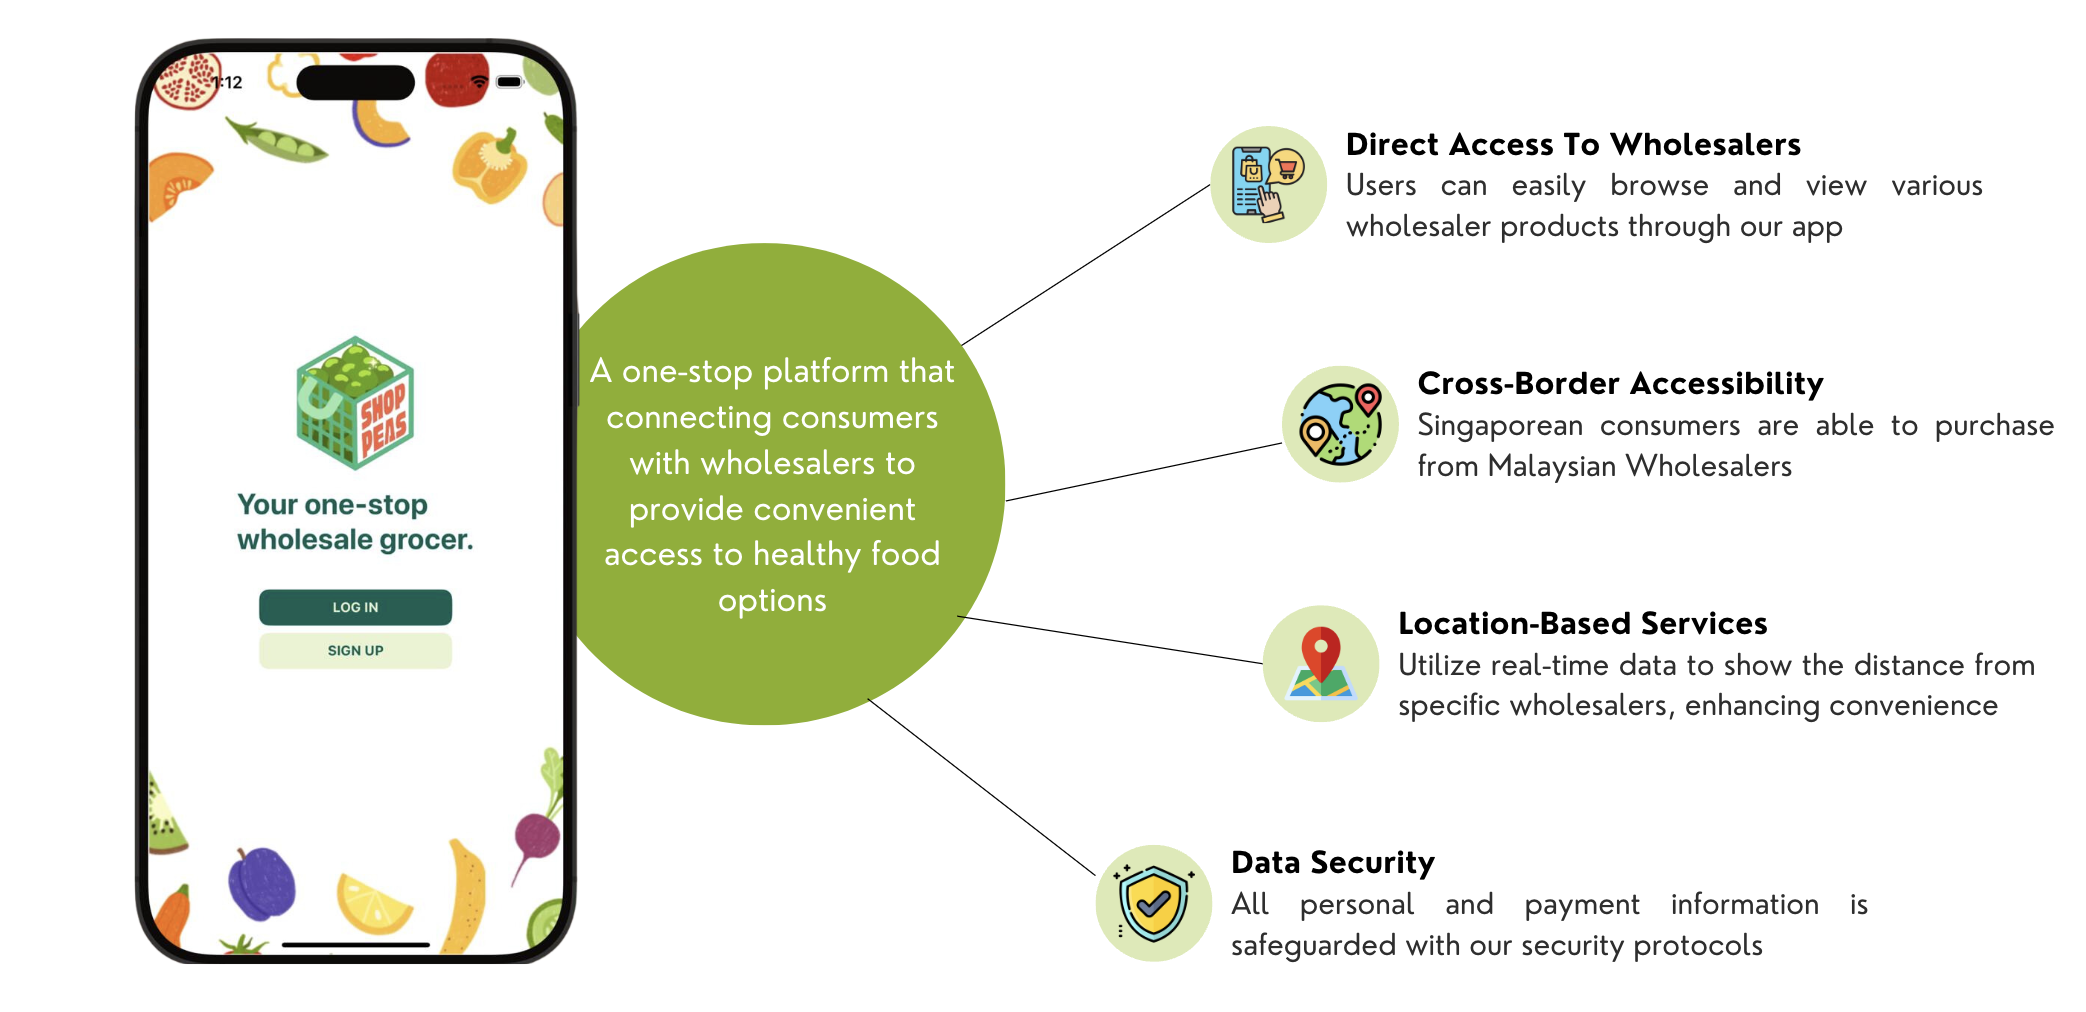 1:12
SHOP
PEAS
Your one-stop
wholesale grocer.
LOG IN
SIGN UP
A one-stop platform that
connecting consumers
with wholesalers to
provide convenient
access to healthy food
options
Direct Access To Wholesalers
Users can easily browse and view various
wholesaler products through our app
Cross-Border Accessibility
Singaporean consumers are able to purchase
from Malaysian Wholesalers
Location-Based Services
Utilize real-time data to show the distance from
specific wholesalers, enhancing convenience
Data Security
All personal and payment information is
safeguarded with our security protocols